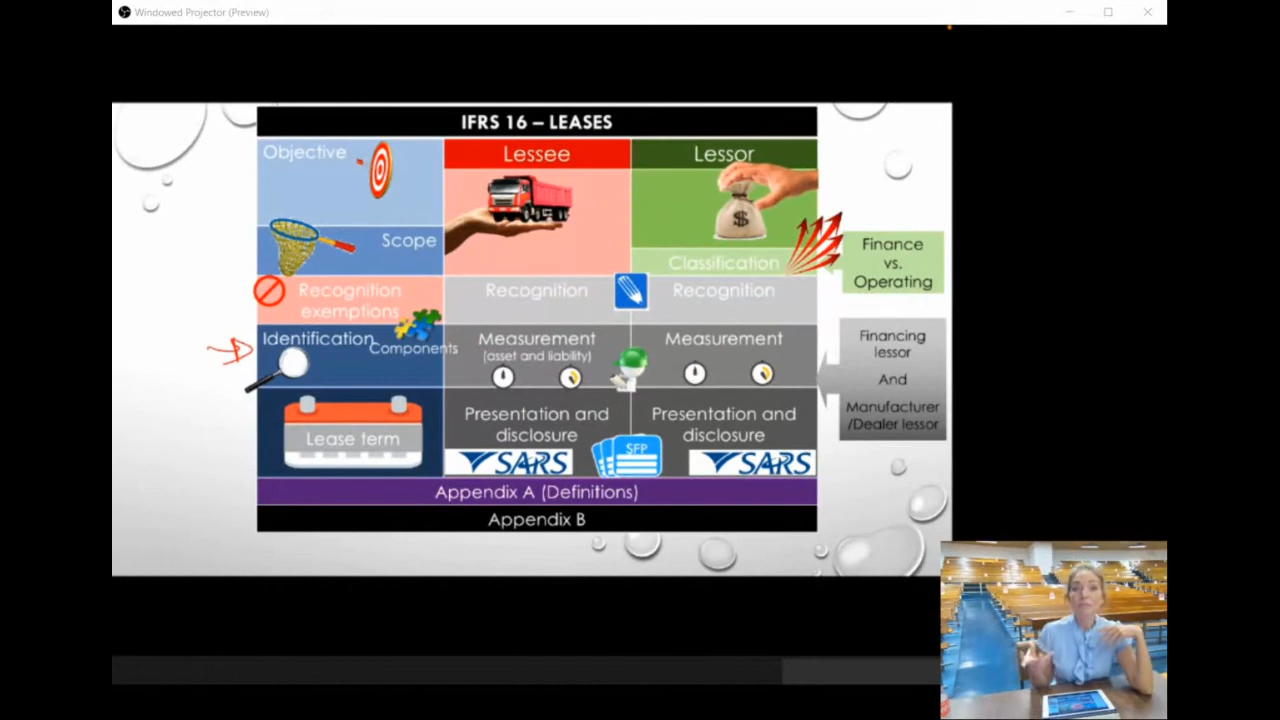 Windowed Projector (Preview)
IFRS 16 – LEASES
Objective
Lessee
Lessor
Scope
Classification
Finance
vs.
Operating
Recognition
exemptions
Recognition
Recognition
Identification
Components
Measurement
(asset and liability)
Measurement
Financing
lessor
And
Manufacturer
/Dealer lessor
Lease term
Presentation and
disclosure
Presentation and
disclosure
SARS
SFP
SARS
$
Appendix A (Definitions)
Appendix B